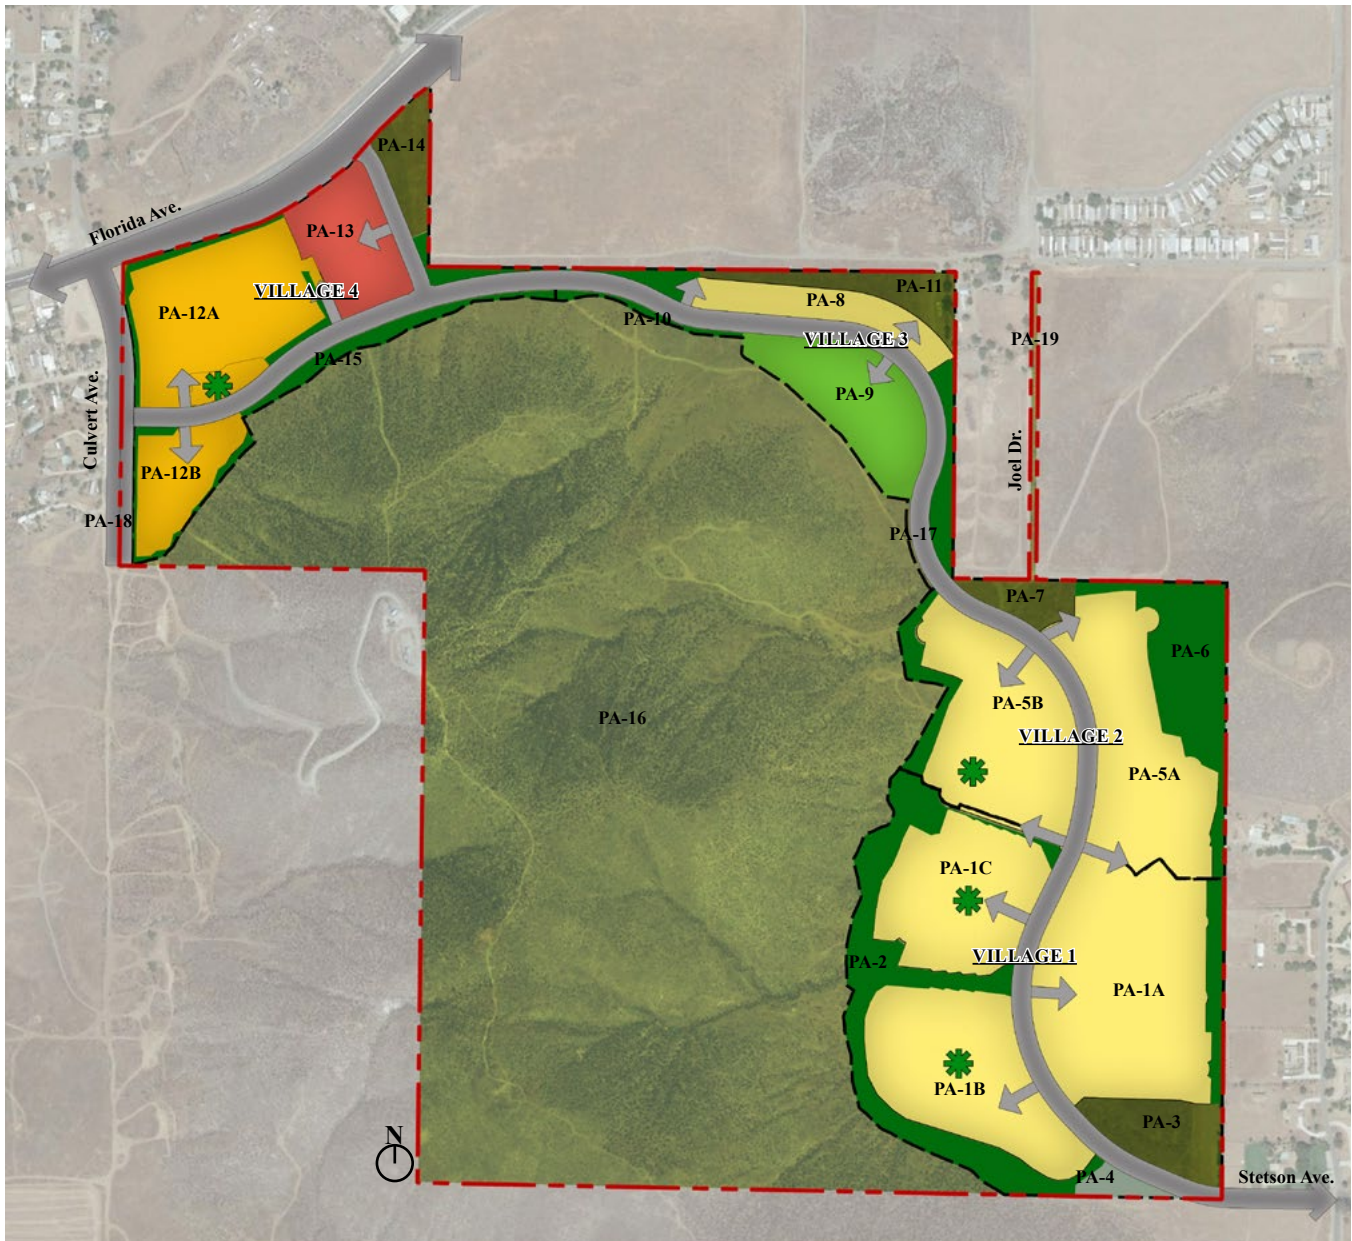 PA-14
Florida Ave.
PA-13
VILLAGE 4
PA-12A
PA-11
PA-8
PA-10
VILLAGE 3
PA-19
PA-15
PA-9
Culvert Ave.
Joel Dr.
PA-12B
PA-18
PA-17
PA-7
PA-6
PA-5B
PA-16
VILLAGE 2
PA-5A
PA-1C
VILLAGE 1
PA-2
PA-1A
PA-1B
PA-3
N
PA-4
Stetson Ave.